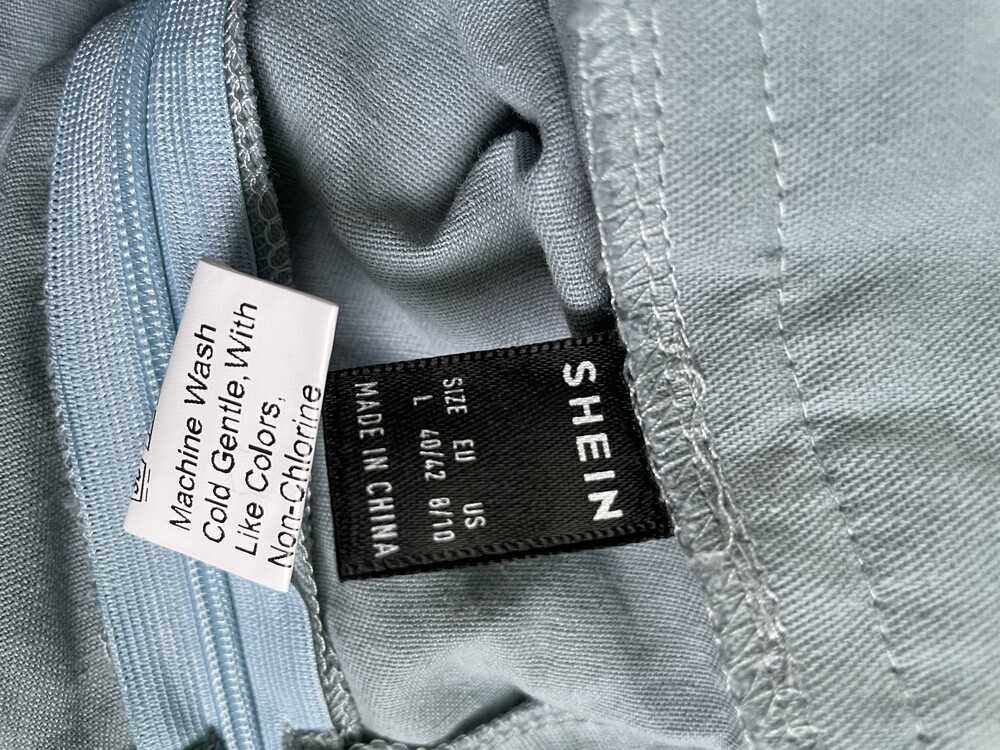 SHEIN
SIZE EU US
L 40/42 8/10
MADE IN CHINA
Machine Wash
Cold Gentle, With
Like Colors,
Non-Chlorine